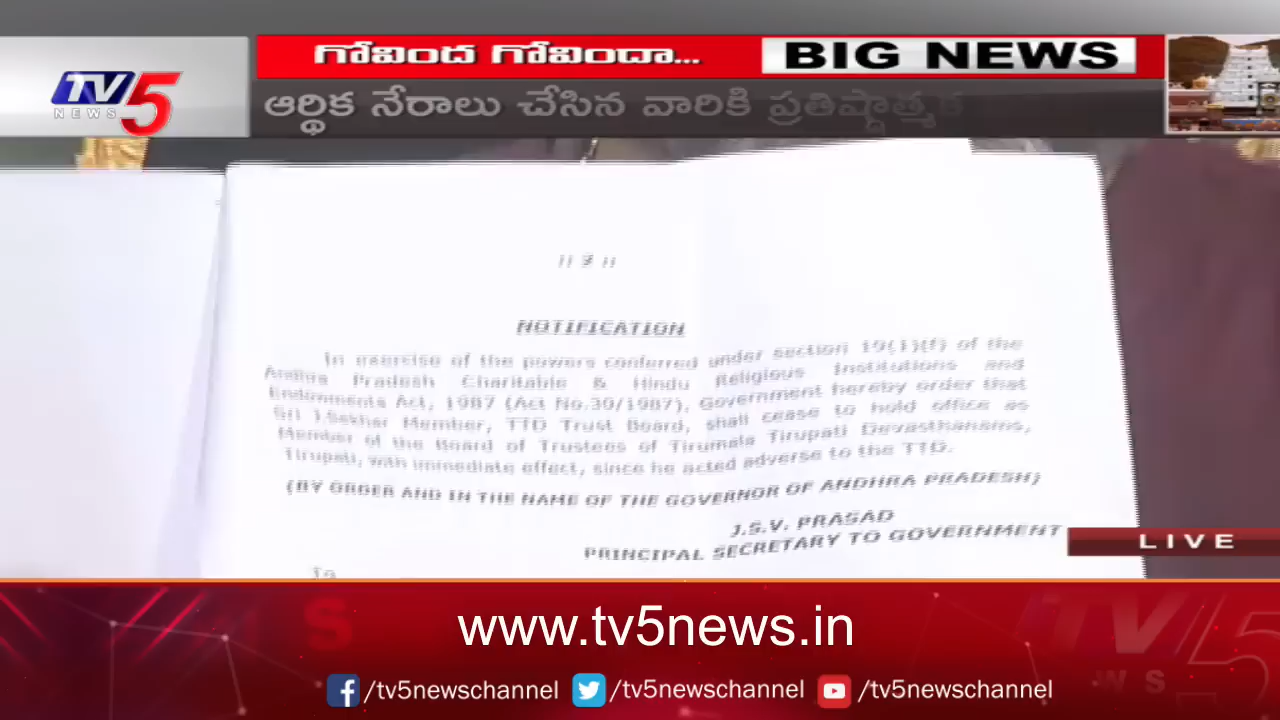 TV5
NEWS
గోవింద గోవిందా...
BIG NEWS
ఆర్థిక నేరాలు చేసిన వారికి ప్రతిష్ఠాత్మక
NOTIFICATION
In exercise of the powers conferred under section 19(1)(f) of the
Andhra Pradesh Charitable & Hindu Religious Institutions and
Endowments Act, 1987 (Act No.30/1987), Government hereby order that
Sri J.Sekhar Member, TTD Trust Board, shall cease to hold office as
Member of the Board of Trustees of Tirumala Tirupati Devasthanams,
Tirupati, with immediate effect, since he acted adverse to the TTD.
(BY ORDER AND IN THE NAME OF THE GOVERNOR OF ANDHRA PRADESH)
J.S.V. PRASAD
PRINCIPAL SECRETARY TO GOVERNMENT
To
LIVE
www.tv5news.in
/tv5newschannel /tv5newschannel /tv5newschannel